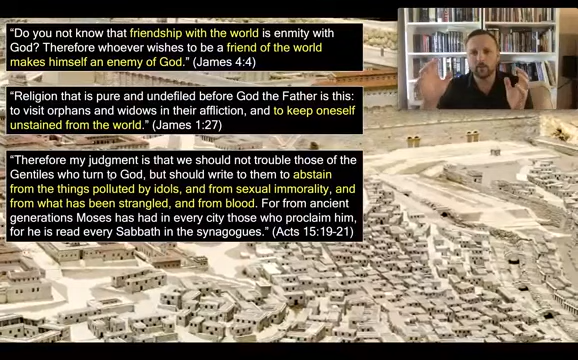 "Do you not know that friendship with the world is enmity with
God? Therefore whoever wishes to be a friend of the world
makes himself an enemy of God." (James 4:4)
"Religion that is pure and undefiled before God the Father is this:
to visit orphans and widows in their affliction, and to keep oneself
unstained from the world." (James 1:27)
"Therefore my judgment is that we should not trouble those of the
Gentiles who turn to God, but should write to them to abstain
from the things polluted by idols, and from sexual immorality, and
from what has been strangled, and from blood. For from ancient
generations Moses has had in every city those who proclaim him,
for he is read every Sabbath in the synagogues." (Acts 15:19-21)